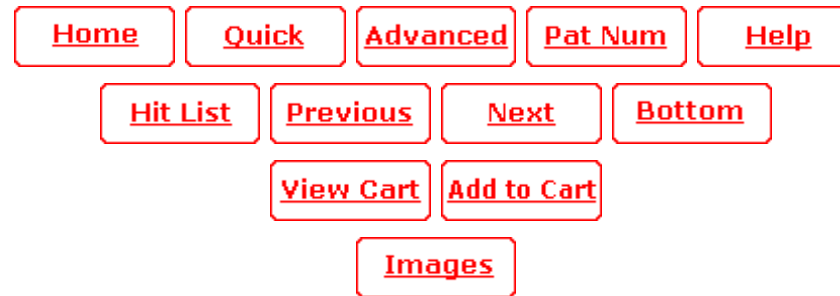 Home Quick Advanced Pat Num Help
Hit List Previous Next Bottom
View Cart Add to Cart
Images